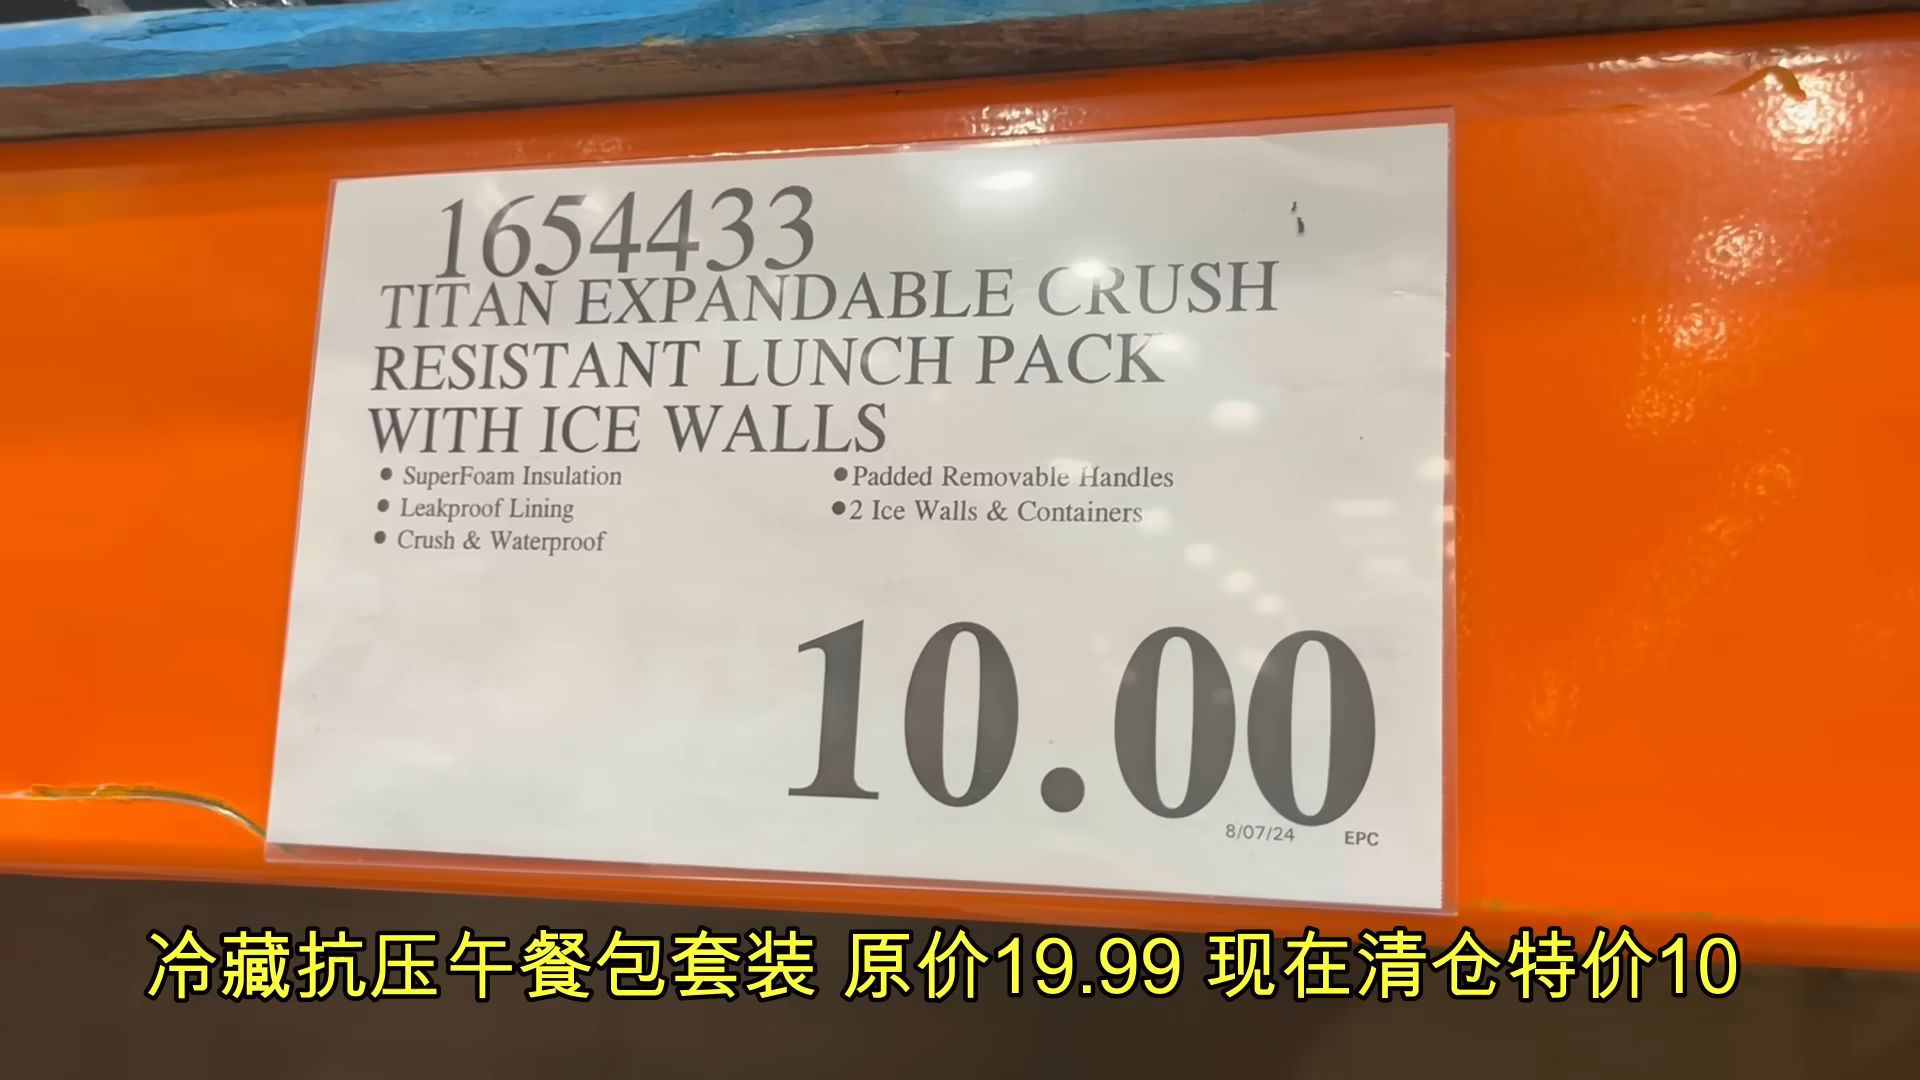 1654433
TITAN EXPANDABLE CRUSH
RESISTANT LUNCH PACK
WITH ICE WALLS
● SuperFoam Insulation
● Leakproof Lining
● Crush & Waterproof
●Padded Removable Handles
●2 Ice Walls & Containers
10.00
8/07/24 EPC
冷藏抗压午餐包套装 原价19.99 现在清仓特价10